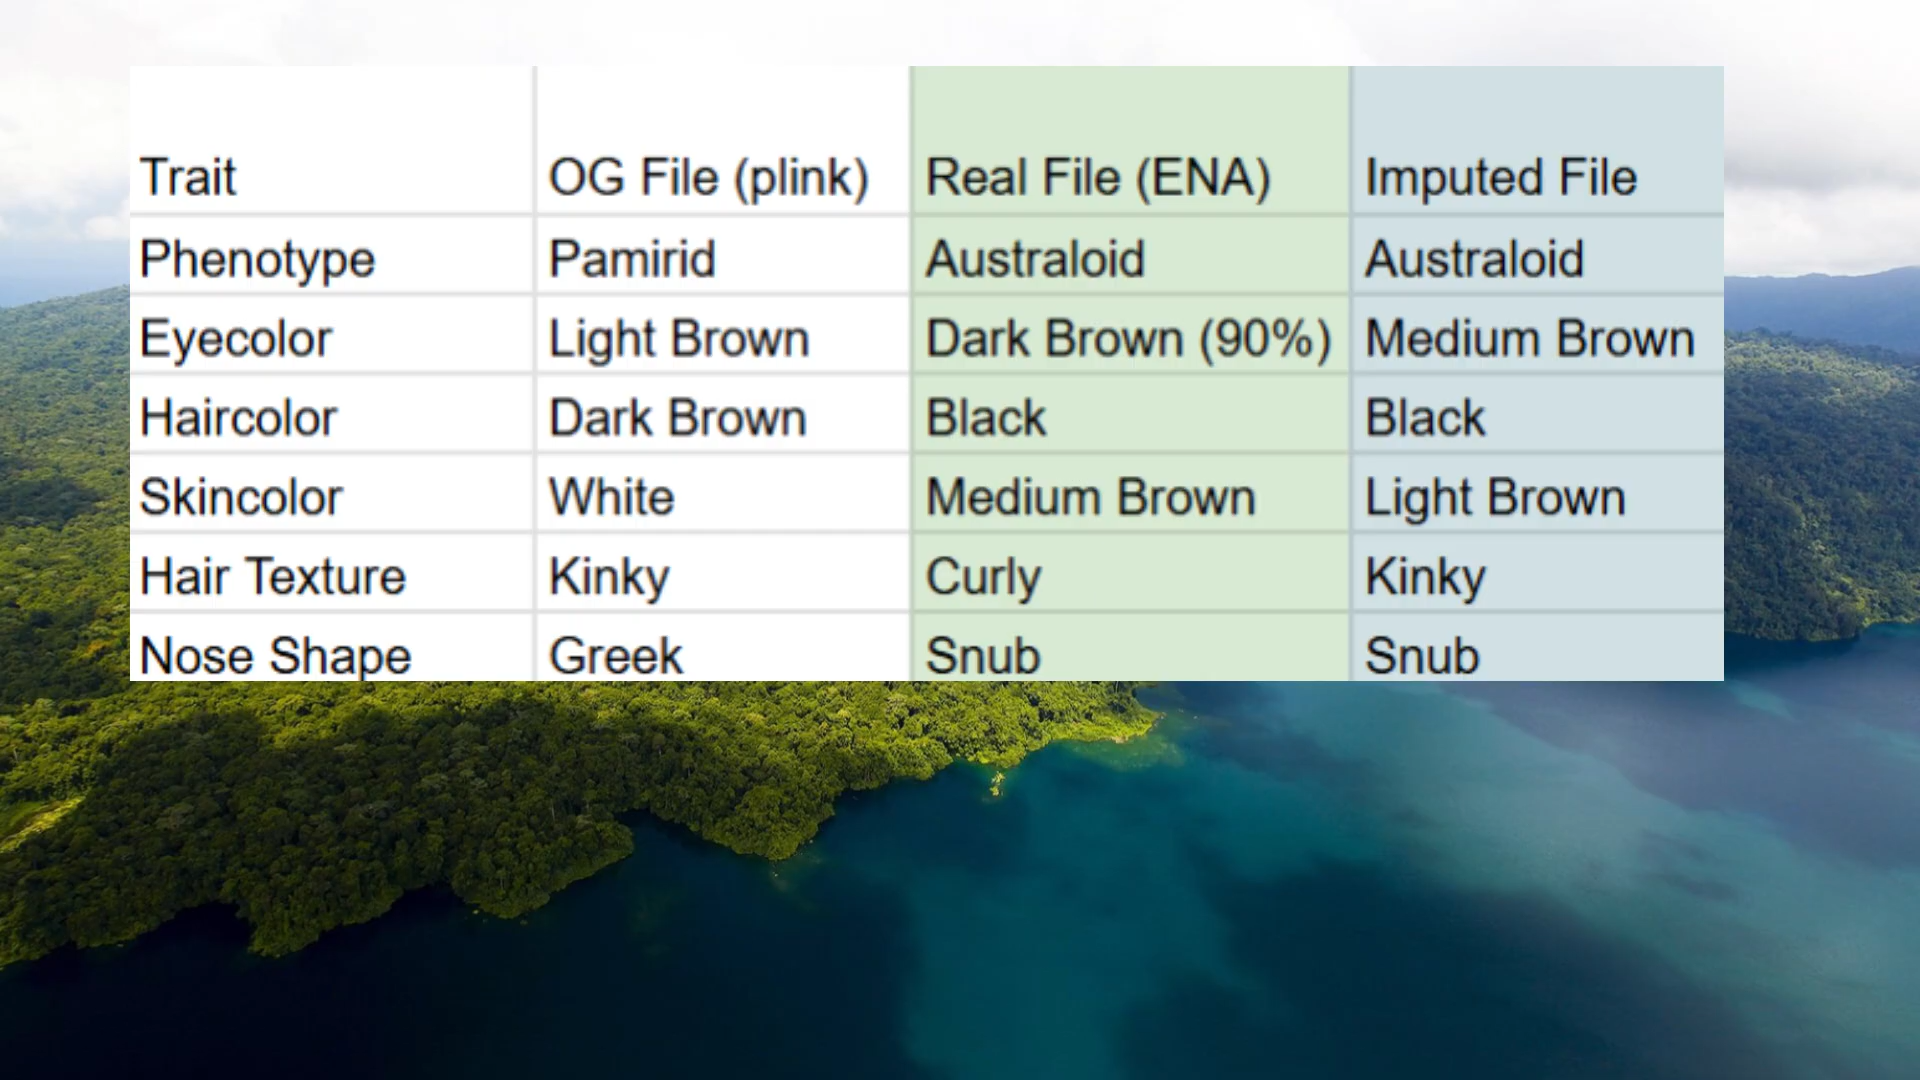 Trait OG File (plink) Real File (ENA) Imputed File
Phenotype Pamirid Australoid Australoid
Eyecolor Light Brown Dark Brown (90%) Medium Brown
Haircolor Dark Brown Black Black
Skincolor White Medium Brown Light Brown
Hair Texture Kinky Curly Kinky
Nose Shape Greek Snub Snub